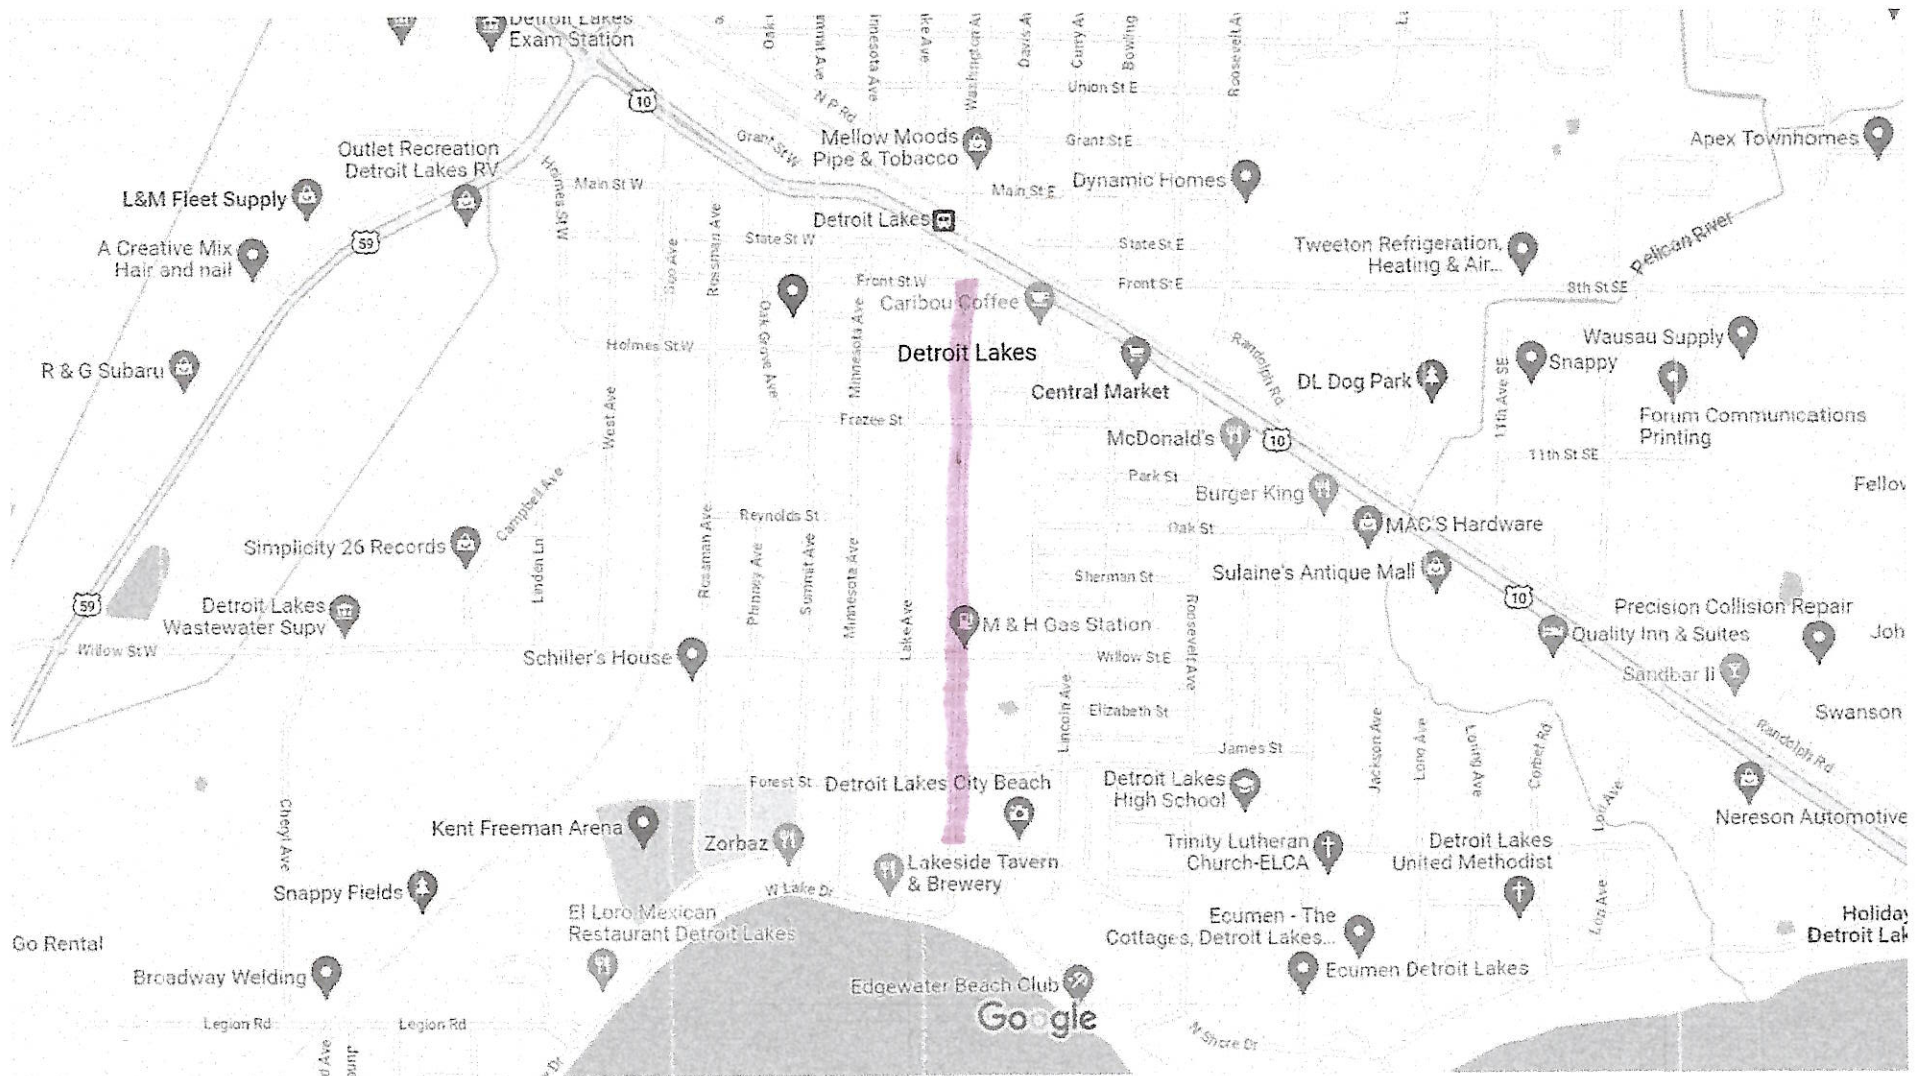 Detroit Lakes
Exam Station
Union St E
Washington Av
Davis Av
Curry Av
Bowing
Roosevelt Av
N P Rd
10
Grant St W
Grant St E
Mellow Moods
Pipe & Tobacco
Apex Townhomes
Outlet Recreation
Detroit Lakes RV
Holmes St W
Main St W
Main St E
Dynamic Homes
L&M Fleet Supply
Detroit Lakes
59
A Creative Mix
Hair and nail
Rossman Ave
State St W
State St E
Tweeton Refrigeration,
Heating & Air...
Pelican River
Front St W
Front St E
8th St SE
Caribou Coffee
Oak Grove Ave
Minnesota Ave
Holmes St W
Detroit Lakes
Randolph Rd
Wausau Supply
Snappy
R & G Subaru
Central Market
DL Dog Park
11th Ave SE
Forum Communications
Printing
West Ave
Frazee St
McDonald's
10
11th St SE
Park St
Burger King
Fellow
Campbell Ave
Reynolds St
Oak St
MAC'S Hardware
Simplicity 26 Records
Linden Ln
Rossman Ave
Phinney Ave
Summit Ave
Minnesota Ave
Sherman St
Sulaine's Antique Mall
59
10
Detroit Lakes
Wastewater Supv
Lake Ave
M & H Gas Station
Roosevelt Ave
Precision Collision Repair
Quality Inn & Suites
Joh
Willow St W
Schiller's House
Willow St E
Sandbar II
Lincoln Ave
Elizabeth St
Swanson
James St
Jackson Ave
Long Ave
Loring Ave
Corbet Rd
Randolph Rd
Forest St
Detroit Lakes City Beach
Detroit Lakes
High School
Lori Ave
Cheryl Ave
Kent Freeman Arena
Zorbaz
Nereson Automotive
Trinity Lutheran
Church-ELCA
Detroit Lakes
United Methodist
Lakeside Tavern
& Brewery
Snappy Fields
W Lake Dr
Lori Ave
El Loro Mexican
Restaurant Detroit Lakes
Ecumen - The
Cottages, Detroit Lakes...
Holiday
Detroit Lak
Go Rental
Broadway Welding
Edgewater Beach Club
Ecumen Detroit Lakes
Google
Legion Rd
Legion Rd
N Shore Dr
Dr